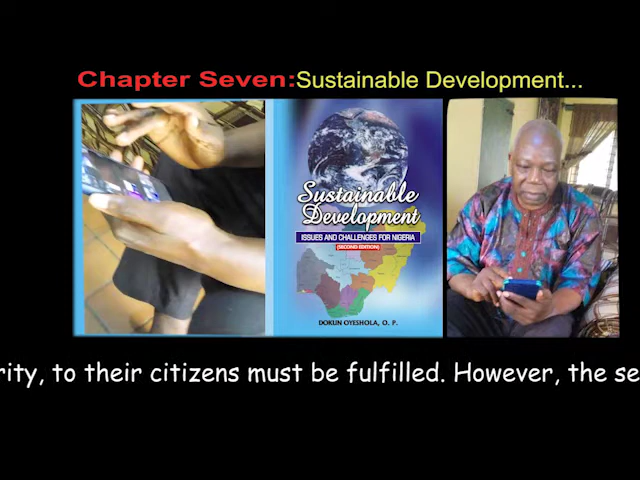 Chapter Seven:Sustainable Development...
Sustainable
Development
ISSUES AND CHALLENGES FOR NIGERIA
(SECOND EDITION)
DOKUN OYESHOLA, O. P.
rity, to their citizens must be fulfilled. However, the se